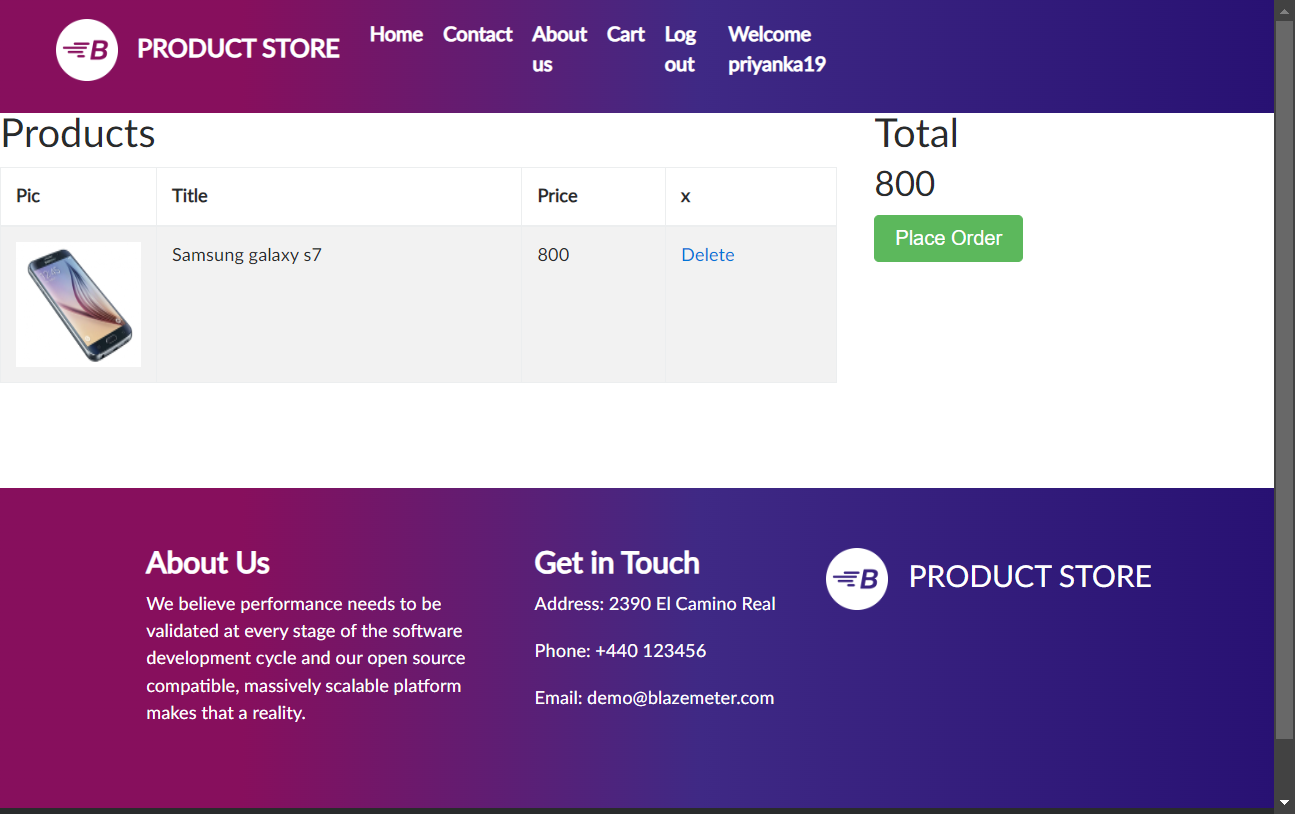 B PRODUCT STORE Home Contact About us Cart Log out Welcome priyanka19
Products
Total
800
Pic Title Price x
Samsung galaxy s7 800 Delete
Place Order
About Us
We believe performance needs to be
validated at every stage of the software
development cycle and our open source
compatible, massively scalable platform
makes that a reality.
Get in Touch
Address: 2390 El Camino Real
Phone: +440 123456
Email: demo@blazemeter.com
B PRODUCT STORE